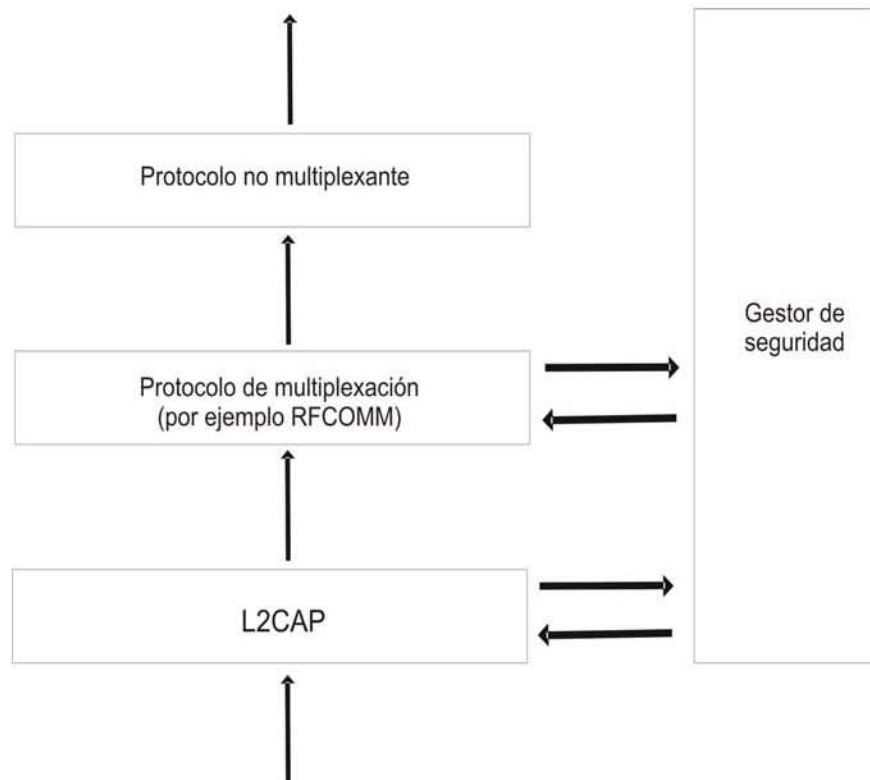 Protocolo no multiplexante
Gestor de
seguridad
Protocolo de multiplexación
(por ejemplo RFCOMM)
L2CAP